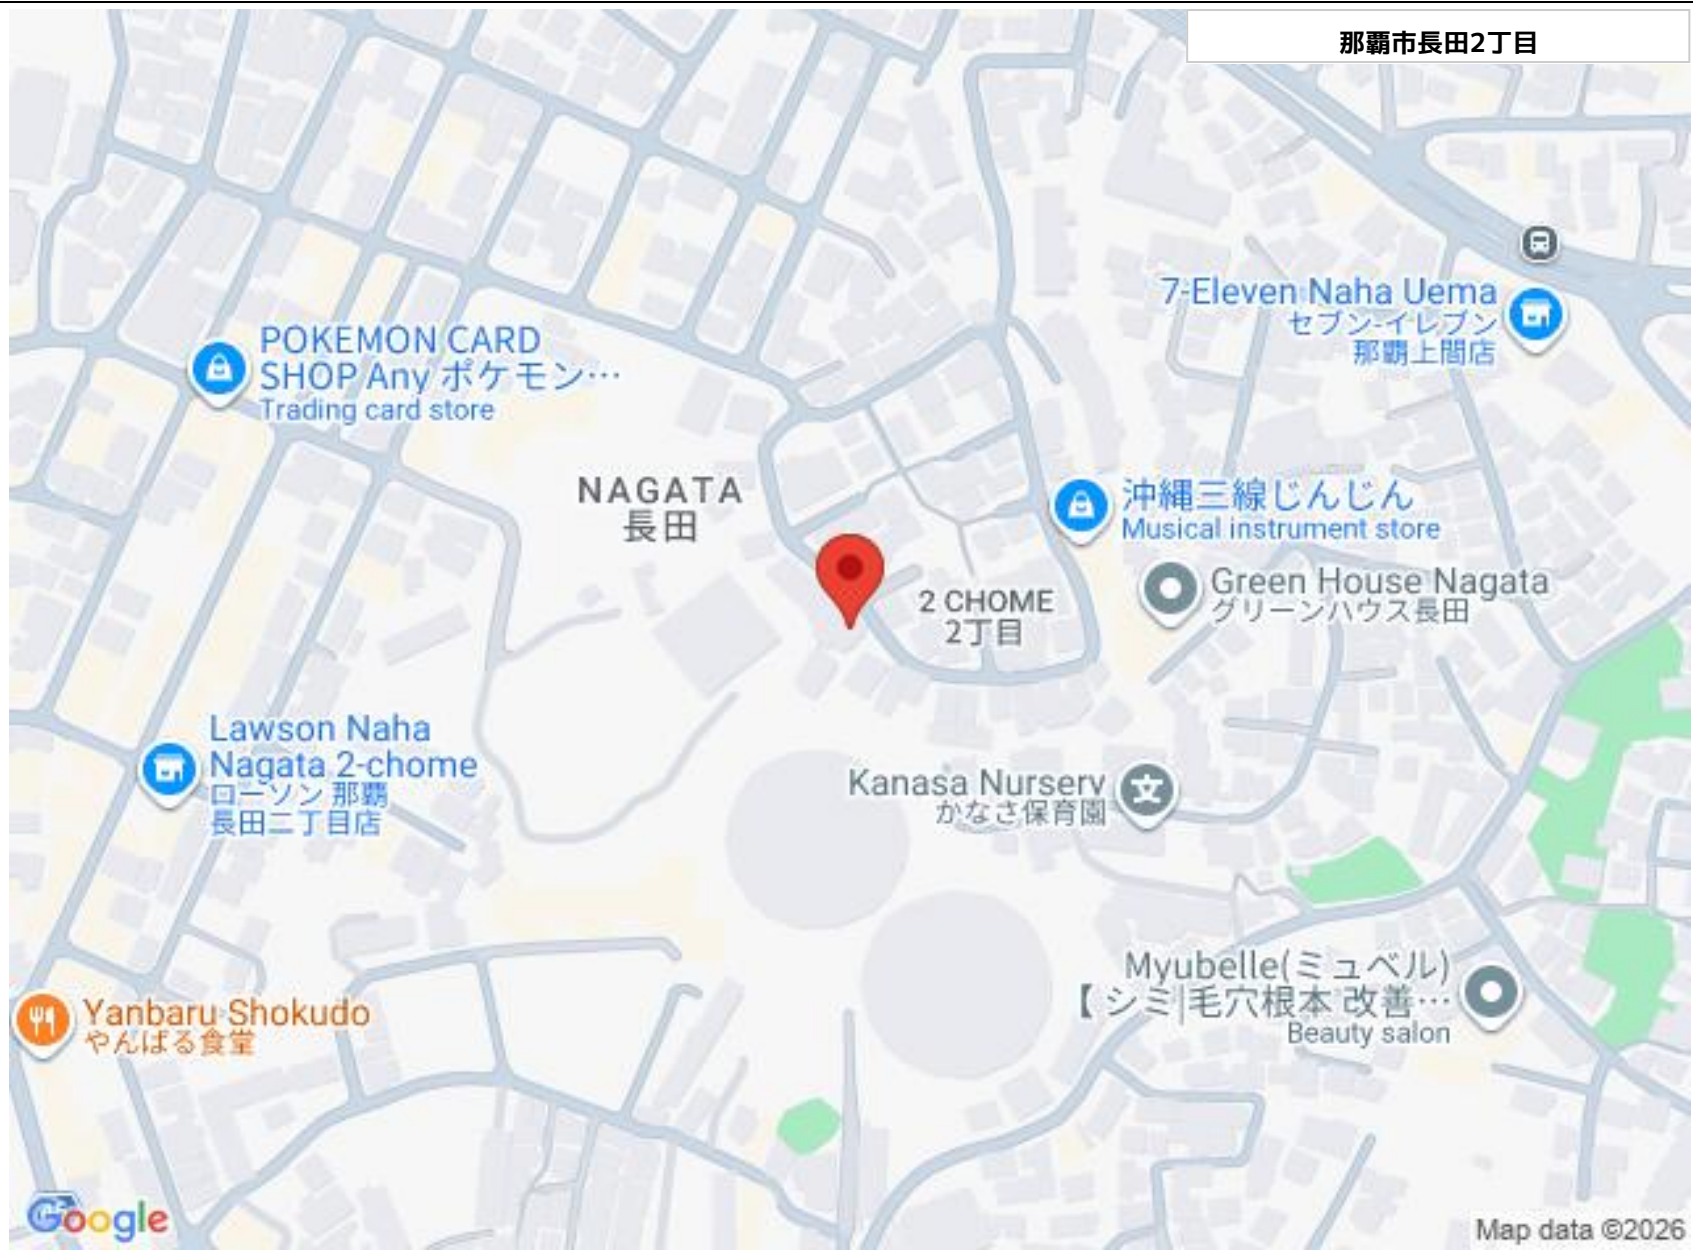 那覇市長田2丁目
7-Eleven Naha Uema
セブン-イレブン
那覇上間店
POKEMON CARD
SHOP Any ポケモン…
Trading card store
NAGATA
長田
沖縄三線じんじん
Musical instrument store
Green House Nagata
グリーンハウス長田
2 CHOME
2丁目
Lawson Naha
Nagata 2-chome
ローソン 那覇
長田二丁目店
Kanasa Nursery
かなさ保育園
文
Myubelle(ミュベル)
【 シミ|毛穴根本 改善…
Beauty salon
Yanbaru Shokudo
やんばる食堂
Google
Map data ©2026